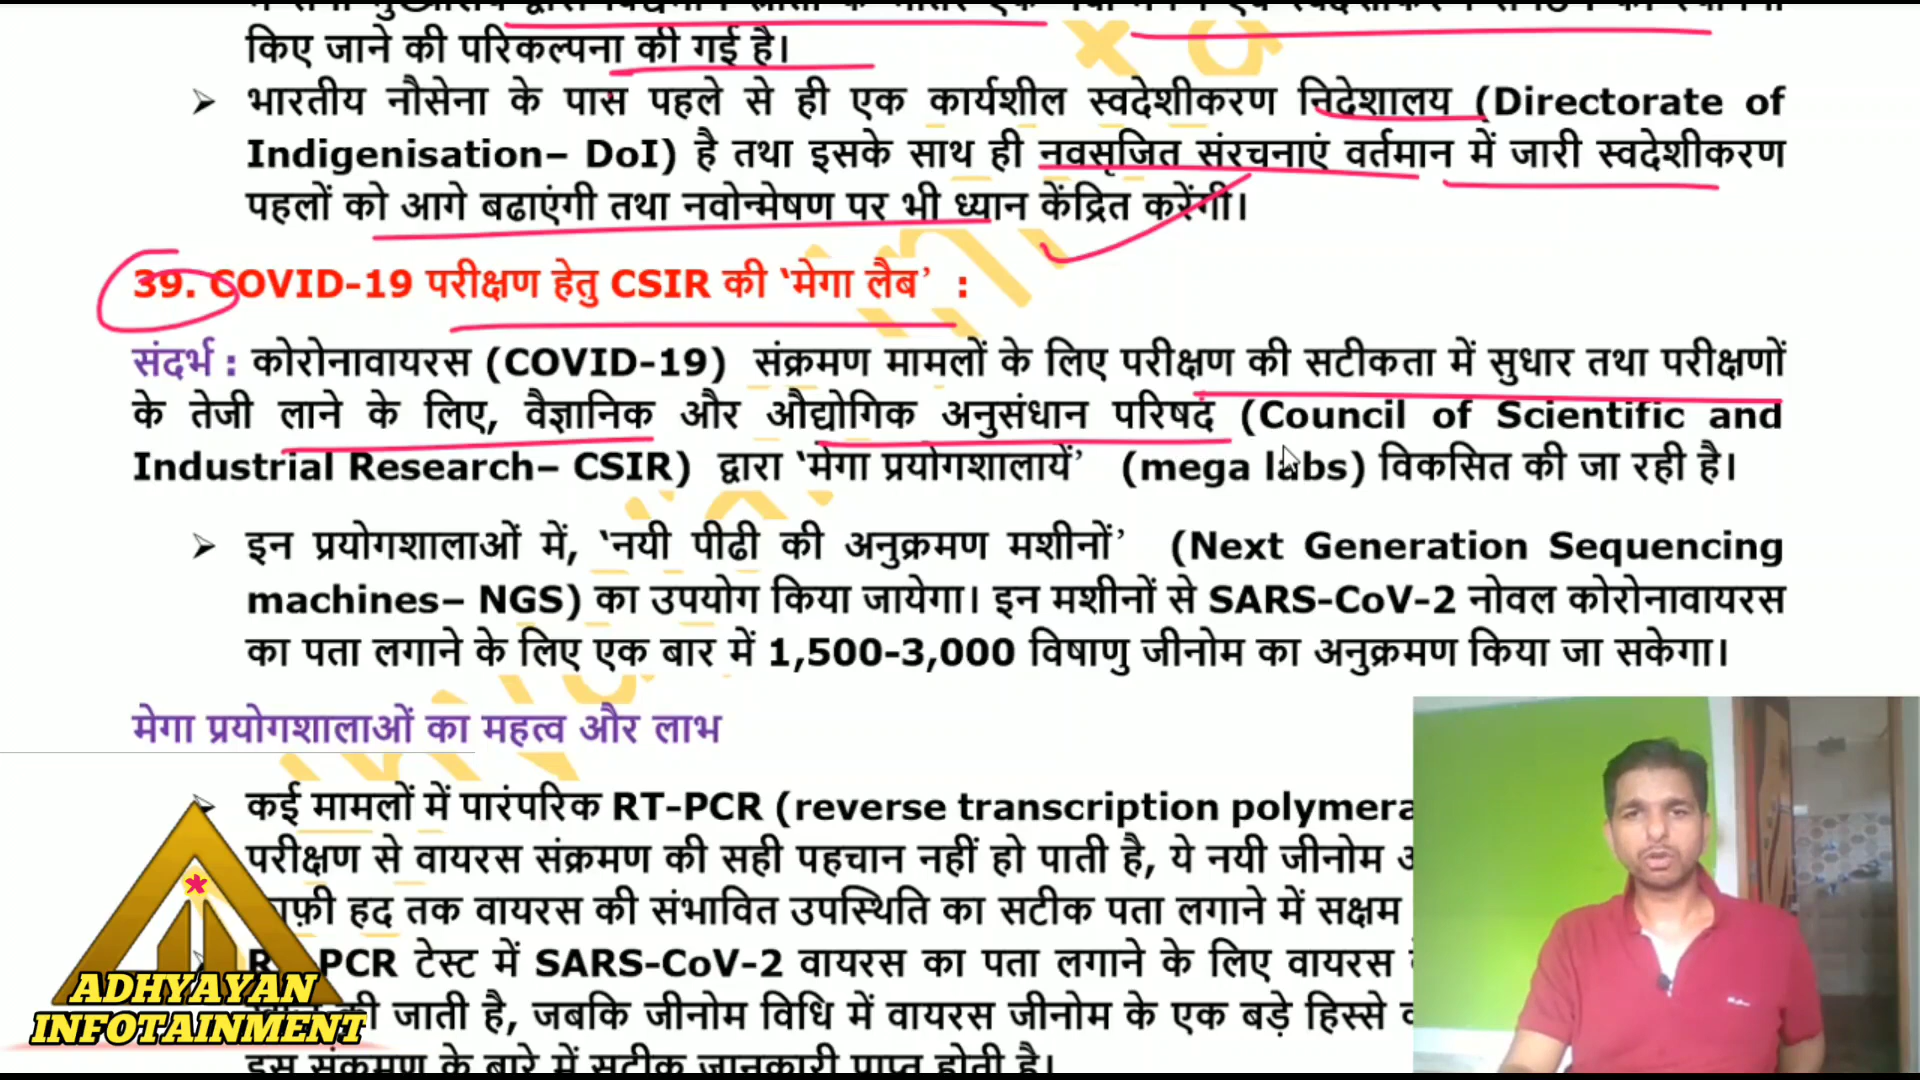 किए जाने की परिकल्पना की गई है।
➢ भारतीय नौसेना के पास पहले से ही एक कार्यशील स्वदेशीकरण निदेशालय (Directorate of
Indigenisation– DoI) है तथा इसके साथ ही नवसृजित संरचनाएं वर्तमान में जारी स्वदेशीकरण
पहलों को आगे बढाएंगी तथा नवोन्मेषण पर भी ध्यान केंद्रित करेंगी।
39. COVID-19 परीक्षण हेतु CSIR की ‘मेगा लैब’ :
संदर्भ : कोरोनावायरस (COVID-19) संक्रमण मामलों के लिए परीक्षण की सटीकता में सुधार तथा परीक्षणों
के तेजी लाने के लिए, वैज्ञानिक और औद्योगिक अनुसंधान परिषद (Council of Scientific and
Industrial Research– CSIR) द्वारा ‘मेगा प्रयोगशालायें’ (mega labs) विकसित की जा रही है।
➢ इन प्रयोगशालाओं में, ‘नयी पीढी की अनुक्रमण मशीनों’ (Next Generation Sequencing
machines– NGS) का उपयोग किया जायेगा। इन मशीनों से SARS-CoV-2 नोवल कोरोनावायरस
का पता लगाने के लिए एक बार में 1,500-3,000 विषाणु जीनोम का अनुक्रमण किया जा सकेगा।
मेगा प्रयोगशालाओं का महत्व और लाभ
कई मामलों में पारंपरिक RT-PCR (reverse transcription polymera
परीक्षण से वायरस संक्रमण की सही पहचान नहीं हो पाती है, ये नयी जीनोम
हद तक वायरस की संभावित उपस्थिति का सटीक पता लगाने में सक्षम
PCR टेस्ट में SARS-CoV-2 वायरस का पता लगाने के लिए वायरस
की जाती है, जबकि जीनोम विधि में वायरस जीनोम के एक बड़े हिस्से
इस संक्रमण के बारे में सटीक जानकारी प्राप्त होती है।
ADHYAYAN
INFOTAINMENT